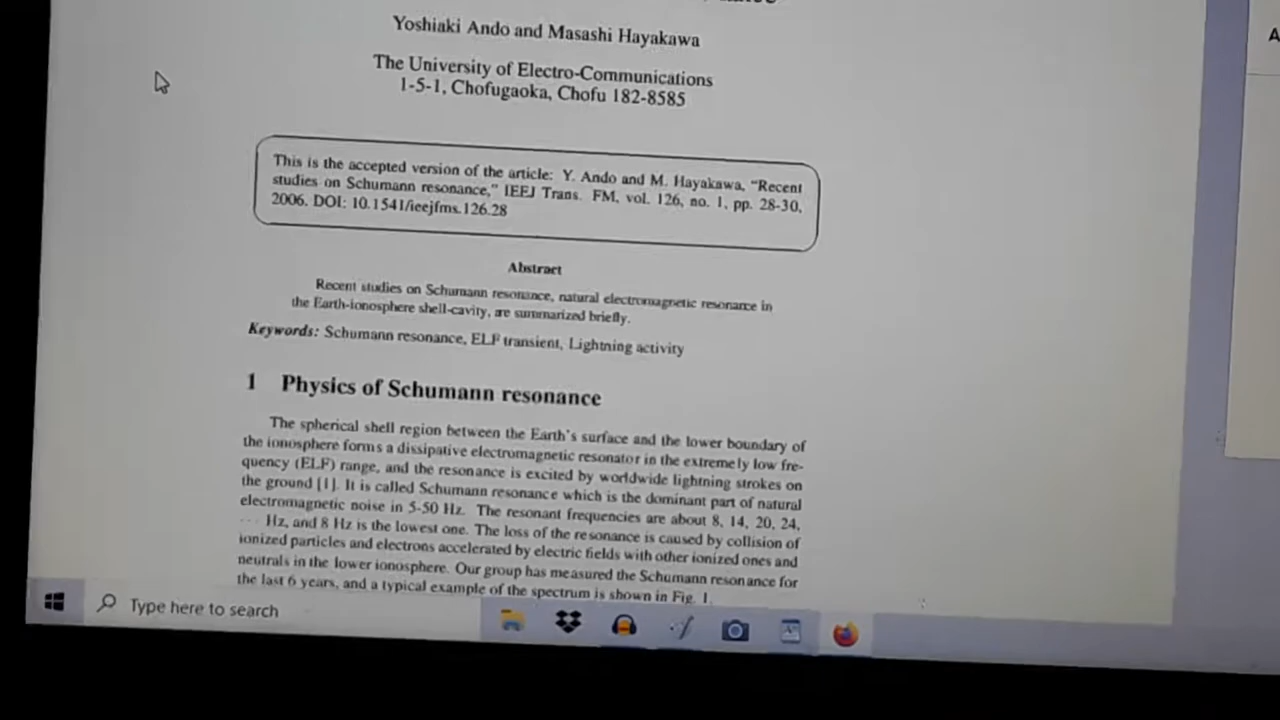 Yoshiaki Ando and Masashi Hayakawa
The University of Electro-Communications
1-5-1, Chofugaoka, Chofu 182-8585
This is the accepted version of the article: Y. Ando and M. Hayakawa, "Recent
studies on Schumann resonance," IEEJ Trans. FM, vol. 126, no. 1, pp. 28-30,
2006. DOI: 10.1541/ieejfms.126.28
Abstract
Recent studies on Schumann resonance, natural electromagnetic resonance in
the Earth-ionosphere shell-cavity, are summarized briefly.
Keywords: Schumann resonance, ELF transient, Lightning activity
1 Physics of Schumann resonance
The spherical shell region between the Earth's surface and the lower boundary of
the ionosphere forms a dissipative electromagnetic resonator in the extremely low fre-
quency (ELF) range, and the resonance is excited by worldwide lightning strokes on
the ground [1]. It is called Schumann resonance which is the dominant part of natural
electromagnetic noise in 5-50 Hz. The resonant frequencies are about 8, 14, 20, 24,
··· Hz, and 8 Hz is the lowest one. The loss of the resonance is caused by collision of
ionized particles and electrons accelerated by electric fields with other ionized ones and
neutrals in the lower ionosphere. Our group has measured the Schumann resonance for
the last 6 years, and a typical example of the spectrum is shown in Fig. 1.
Type here to search